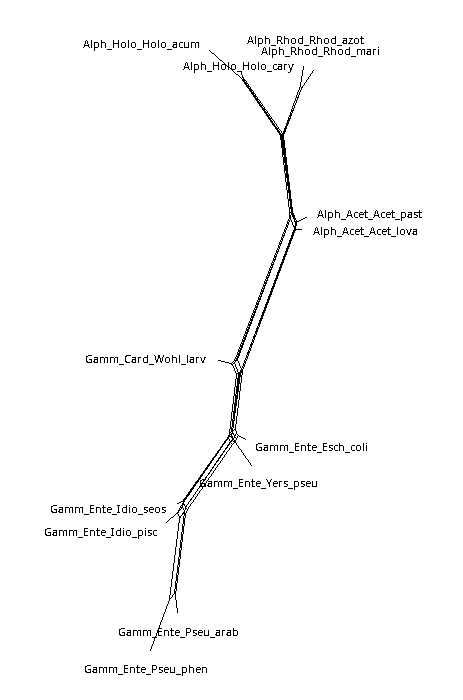 Alph_Rhod_Rhod_azot
Alph_Holo_Holo_acum
Alph_Rhod_Rhod_mari
Alph_Holo_Holo_cary
Alph_Acet_Acet_past
Alph_Acet_Acet_lova
Gamm_Card_Wohl_larv
Gamm_Ente_Esch_coli
Gamm_Ente_Yers_pseu
Gamm_Ente_Idio_seos
Gamm_Ente_Idio_pisc
Gamm_Ente_Pseu_arab
Gamm_Ente_Pseu_phen